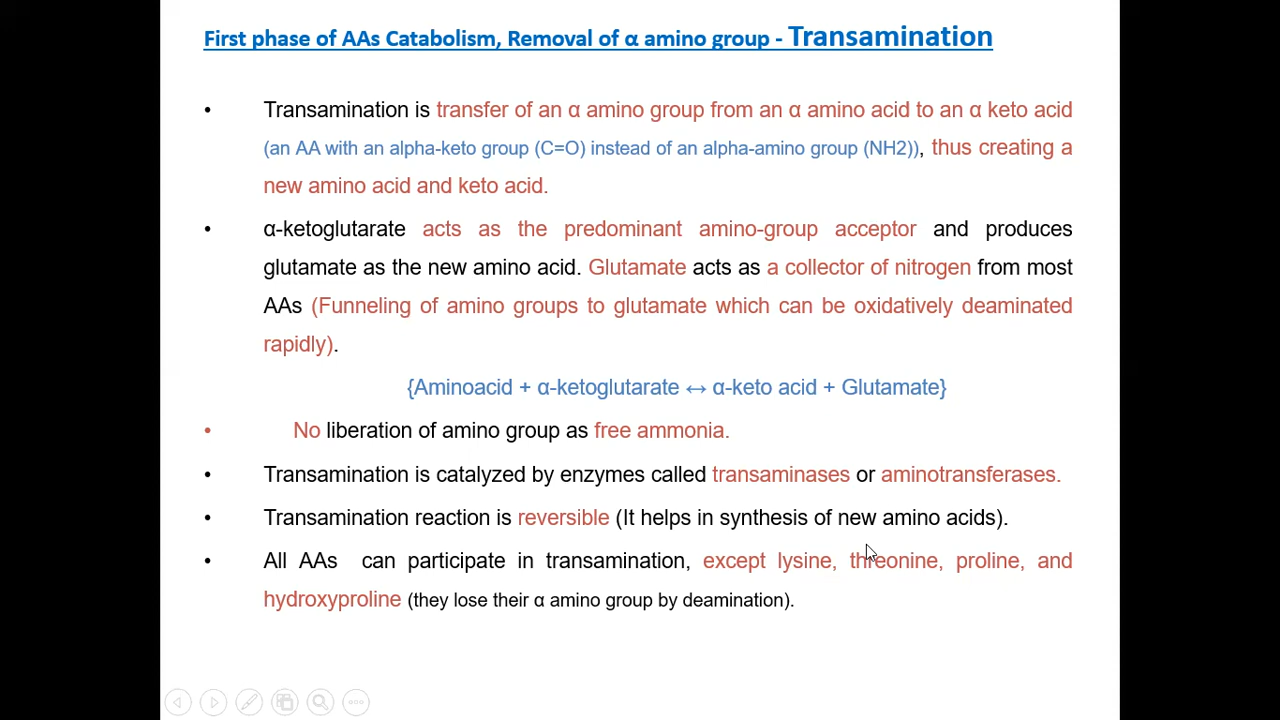 First phase of AAs Catabolism, Removal of α amino group - Transamination
• Transamination is transfer of an α amino group from an α amino acid to an α keto acid
(an AA with an alpha-keto group (C=O) instead of an alpha-amino group (NH2)), thus creating a
new amino acid and keto acid.
• α-ketoglutarate acts as the predominant amino-group acceptor and produces
glutamate as the new amino acid. Glutamate acts as a collector of nitrogen from most
AAs (Funneling of amino groups to glutamate which can be oxidatively deaminated
rapidly).
{Aminoacid + α-ketoglutarate ↔ α-keto acid + Glutamate}
• No liberation of amino group as free ammonia.
• Transamination is catalyzed by enzymes called transaminases or aminotransferases.
• Transamination reaction is reversible (It helps in synthesis of new amino acids).
• All AAs can participate in transamination, except lysine, threonine, proline, and
hydroxyproline (they lose their α amino group by deamination).